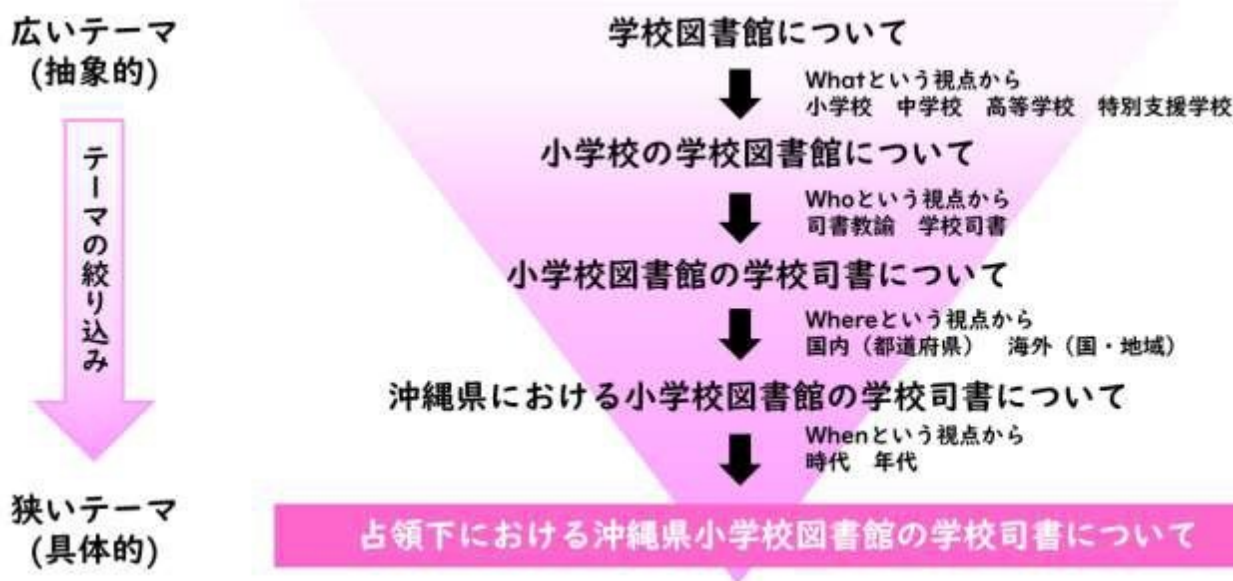 広いテーマ
(抽象的)
テーマの絞り込み
狭いテーマ
(具体的)
学校図書館について
Whatという視点から
小学校 中学校 高等学校 特別支援学校
小学校の学校図書館について
Whoという視点から
司書教諭 学校司書
小学校図書館の学校司書について
Whereという視点から
国内（都道府県） 海外（国・地域）
沖縄県における小学校図書館の学校司書について
Whenという視点から
時代 年代
占領下における沖縄県小学校図書館の学校司書について